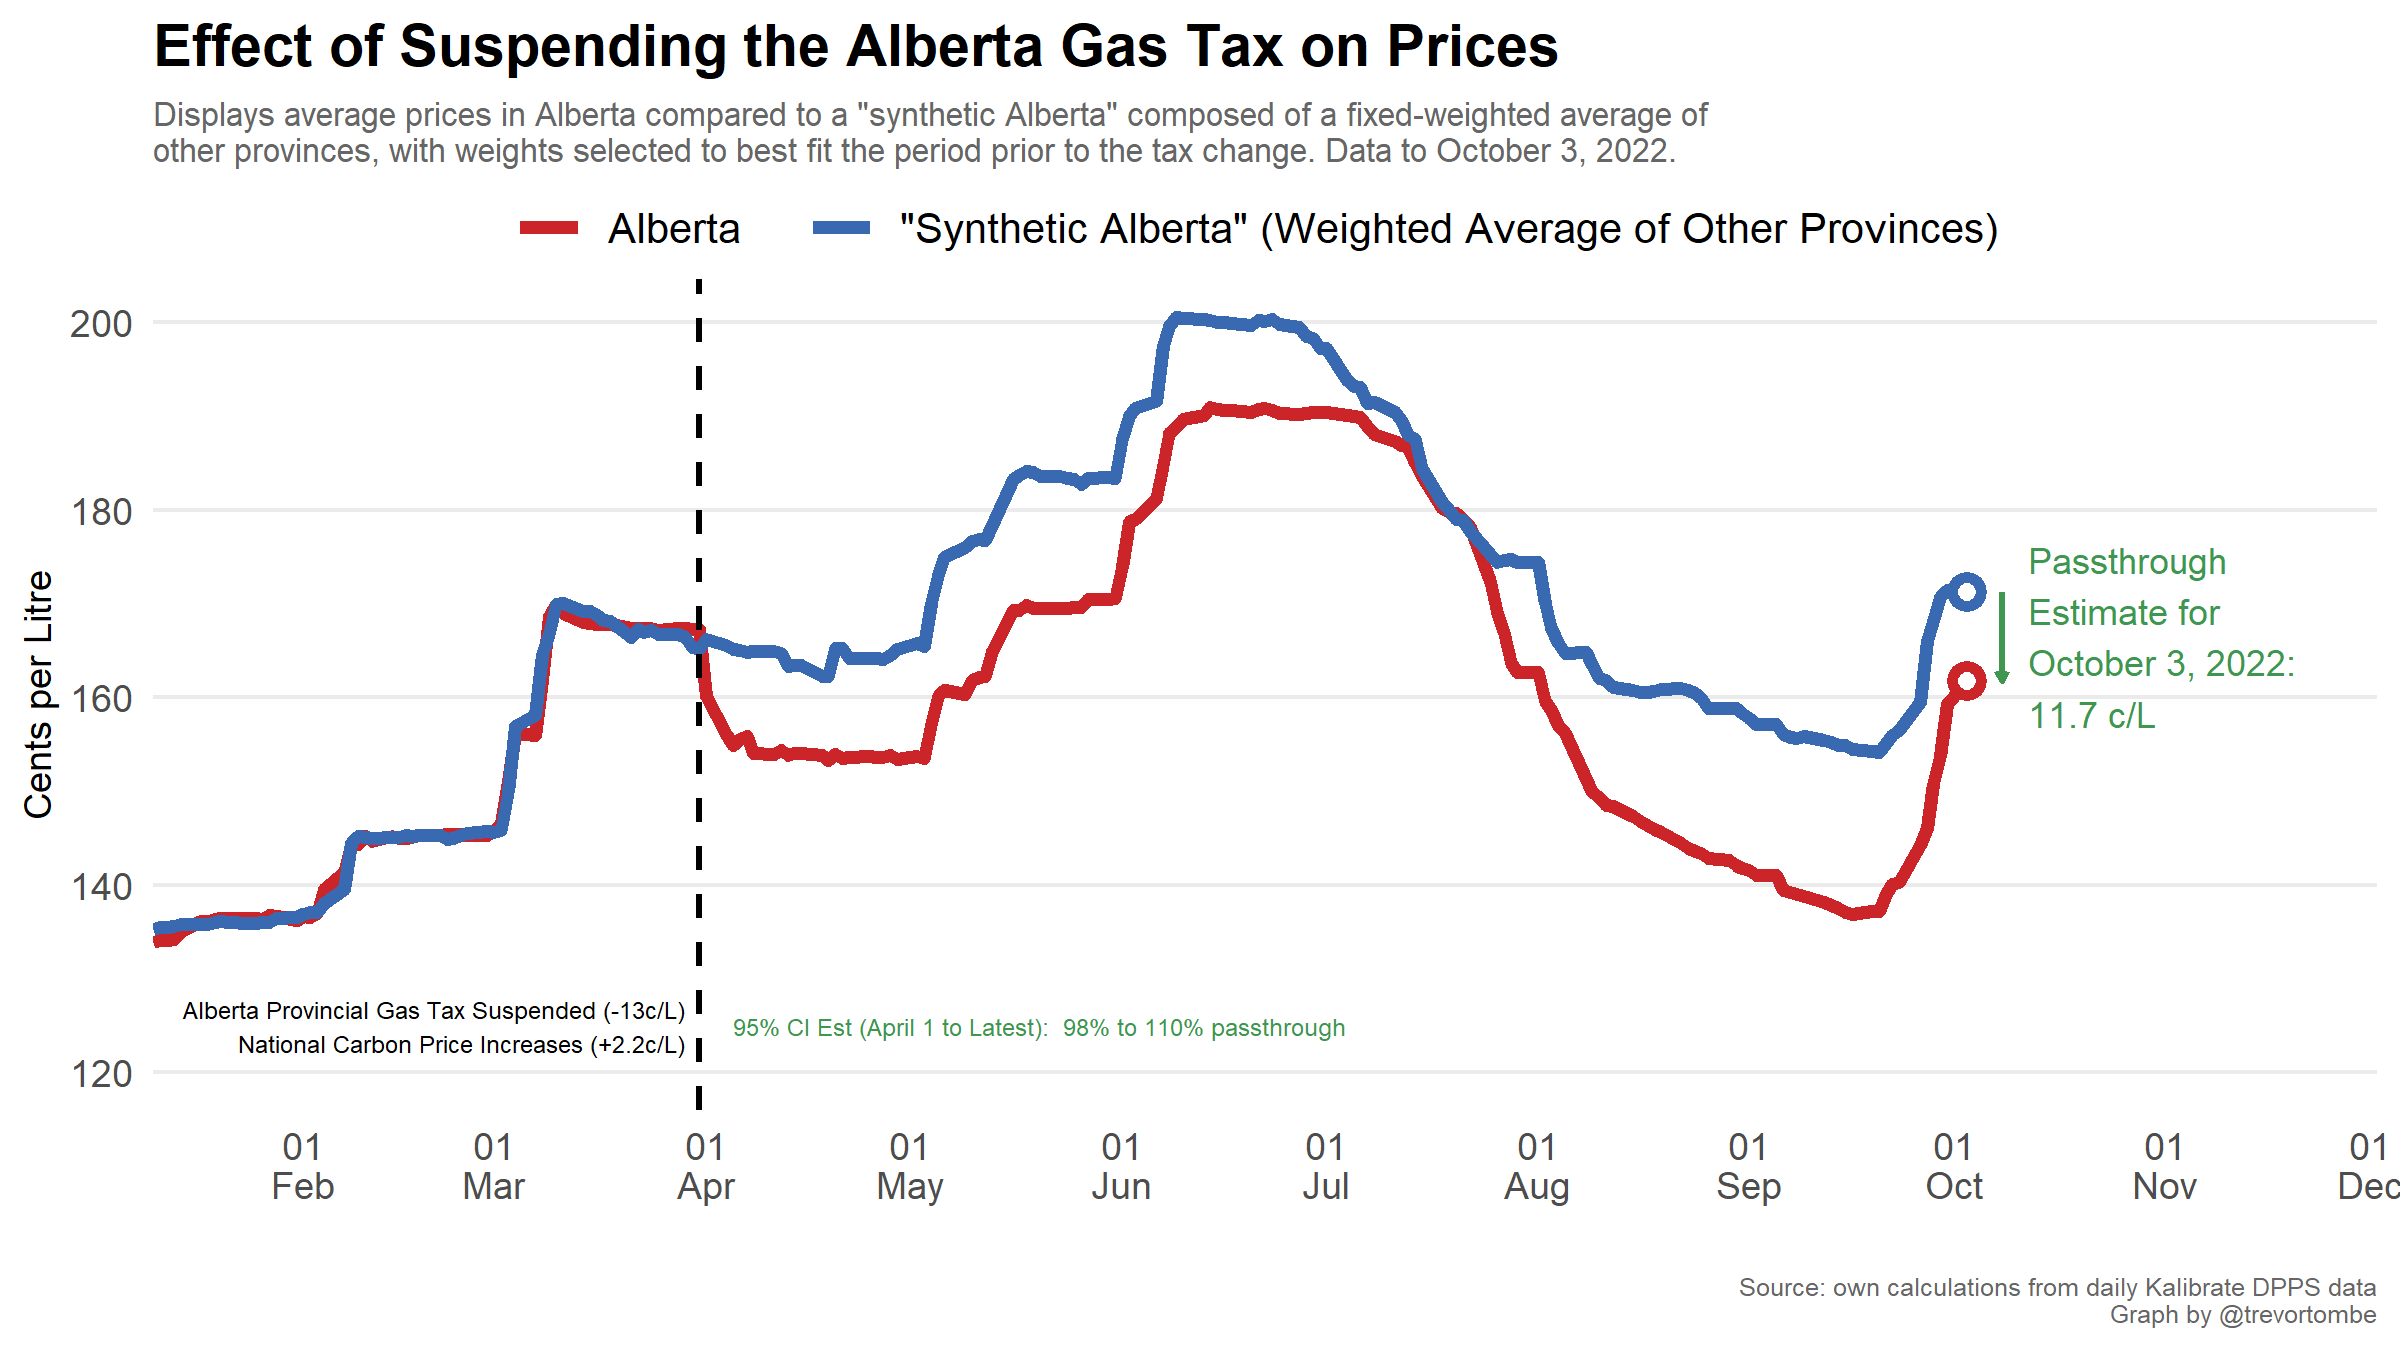 Effect of Suspending the Alberta Gas Tax on Prices
Displays average prices in Alberta compared to a "synthetic Alberta" composed of a fixed-weighted average of
other provinces, with weights selected to best fit the period prior to the tax change. Data to October 3, 2022.
Alberta
"Synthetic Alberta" (Weighted Average of Other Provinces)
Cents per Litre
200
180
160
140
120
Passthrough
Estimate for
October 3, 2022:
11.7 c/L
Alberta Provincial Gas Tax Suspended (-13c/L)
National Carbon Price Increases (+2.2c/L)
95% CI Est (April 1 to Latest):  98% to 110% passthrough
01
Feb
01
Mar
01
Apr
01
May
01
Jun
01
Jul
01
Aug
01
Sep
01
Oct
01
Nov
01
Dec
Source: own calculations from daily Kalibrate DPPS data
Graph by @trevortombe